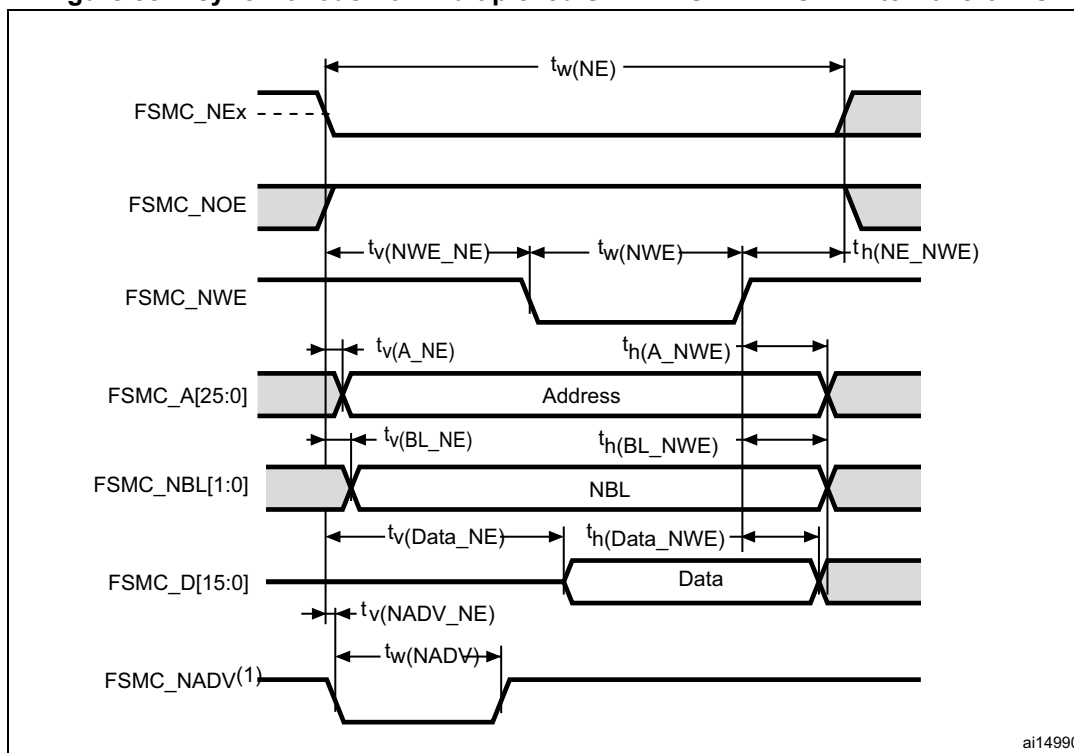 tw(NE)
FSMC_NEx
FSMC_NOE
tv(NWE_NE)
tw(NWE)
th(NE_NWE)
FSMC_NWE
tv(A_NE)
th(A_NWE)
FSMC_A[25:0]
Address
tv(BL_NE)
th(BL_NWE)
FSMC_NBL[1:0]
NBL
tv(Data_NE)
th(Data_NWE)
FSMC_D[15:0]
Data
tv(NADV_NE)
tw(NADV)
FSMC_NADV(1)
ai14990